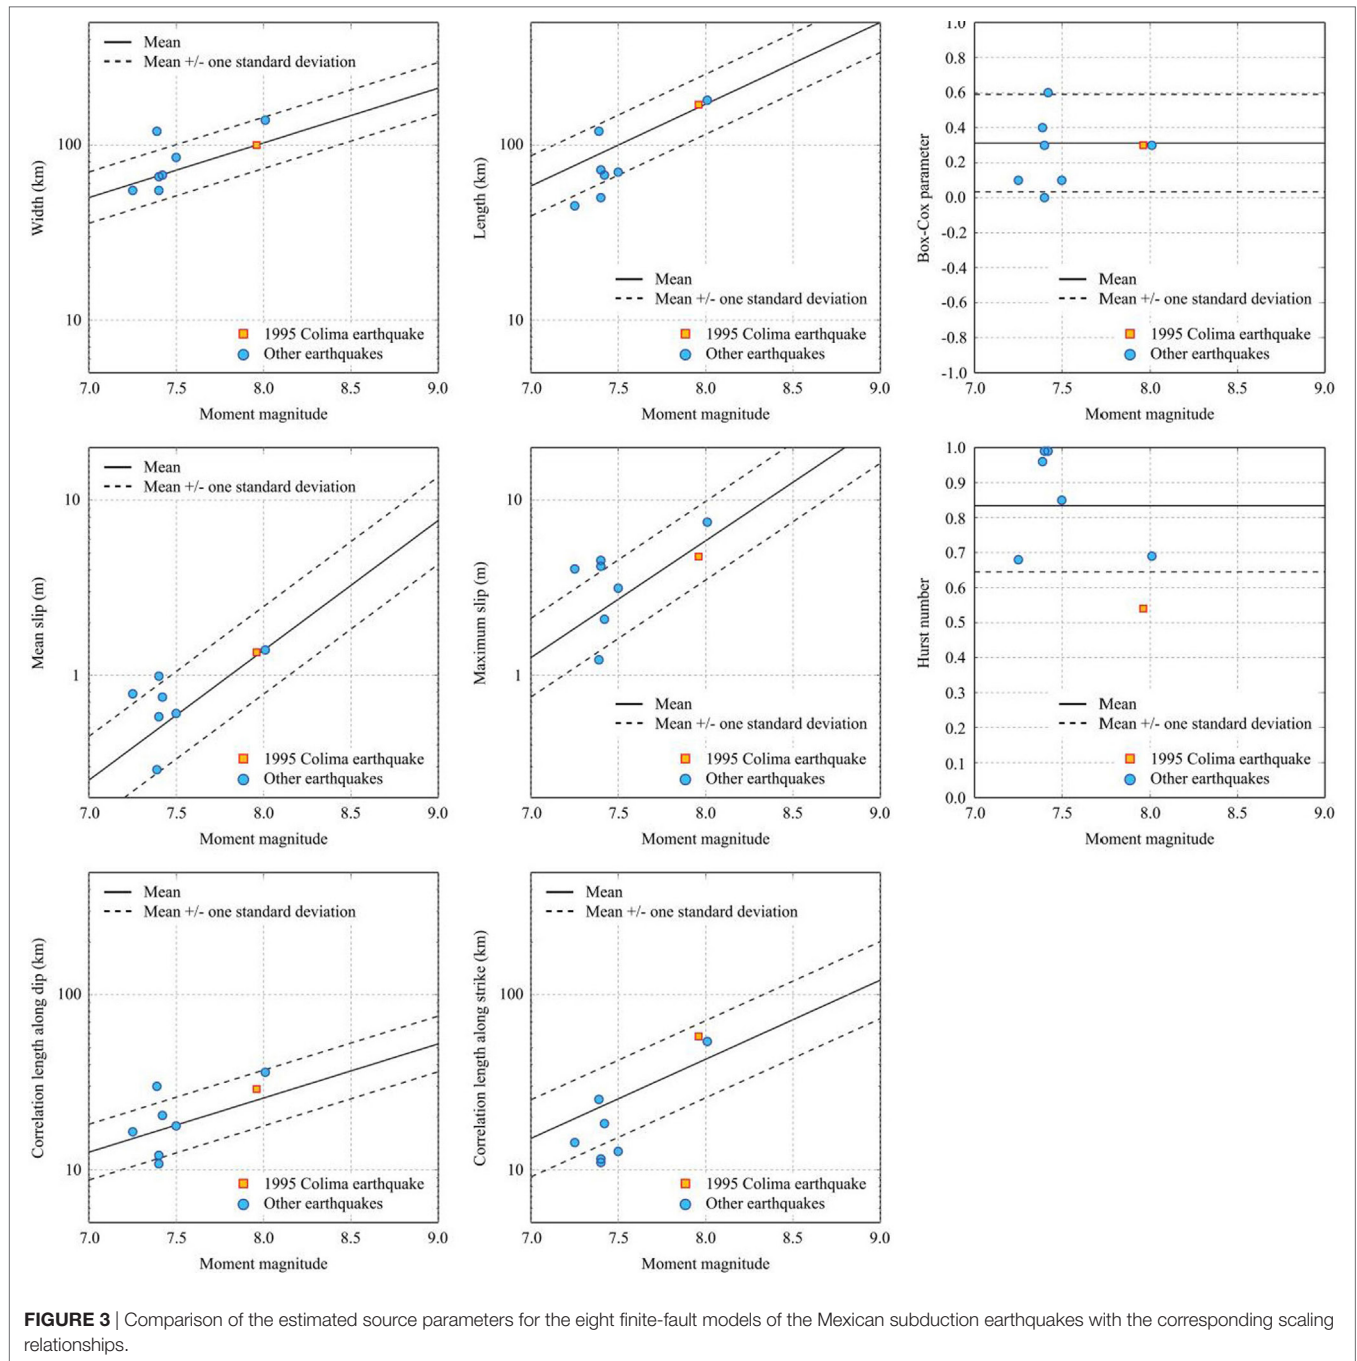 Mean
Mean +/- one standard deviation
100
10
Width (km)
1995 Colima earthquake
Other earthquakes
7.0 7.5 8.0 8.5 9.0
Moment magnitude
100
10
Length (km)
Mean
Mean +/- one standard deviation
1995 Colima earthquake
Other earthquakes
7.0 7.5 8.0 8.5 9.0
Moment magnitude
1.0
0.8
0.6
0.4
0.2
0.0
-0.2
-0.4
-0.6
-0.8
-1.0
Box-Cox parameter
Mean
Mean +/- one standard deviation
1995 Colima earthquake
Other earthquakes
7.0 7.5 8.0 8.5 9.0
Moment magnitude
Mean
Mean +/- one standard deviation
10
1
Mean slip (m)
1995 Colima earthquake
Other earthquakes
7.0 7.5 8.0 8.5 9.0
Moment magnitude
10
1
Maximum slip (m)
Mean
Mean +/- one standard deviation
1995 Colima earthquake
Other earthquakes
7.0 7.5 8.0 8.5 9.0
Moment magnitude
1.0
0.9
0.8
0.7
0.6
0.5
0.4
0.3
0.2
0.1
0.0
Hurst number
Mean
Mean +/- one standard deviation
1995 Colima earthquake
Other earthquakes
7.0 7.5 8.0 8.5 9.0
Moment magnitude
Mean
Mean +/- one standard deviation
100
10
Correlation length along dip (km)
1995 Colima earthquake
Other earthquakes
7.0 7.5 8.0 8.5 9.0
Moment magnitude
Mean
Mean +/- one standard deviation
100
10
Correlation length along strike (km)
1995 Colima earthquake
Other earthquakes
7.0 7.5 8.0 8.5 9.0
Moment magnitude
FIGURE 3 | Comparison of the estimated source parameters for the eight finite-fault models of the Mexican subduction earthquakes with the corresponding scaling
relationships.